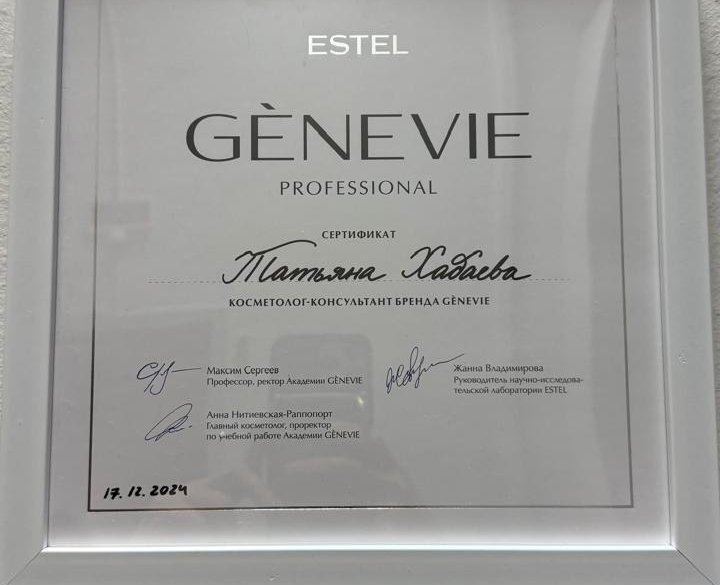 ESTEL
GÈNEVIE
PROFESSIONAL
СЕРТИФИКАТ
Татьяна Хабаева
КОСМЕТОЛОГ-КОНСУЛЬТАНТ БРЕНДА GÈNEVIE
Максим Сергеев
Профессор, ректор Академии GÈNEVIE
Жанна Владимирова
Руководитель научно-исследова-
тельской лаборатории ESTEL
Анна Нитиевская-Раппопорт
Главный косметолог, проректор
по учебной работе Академии GÈNEVIE
17.12.2024